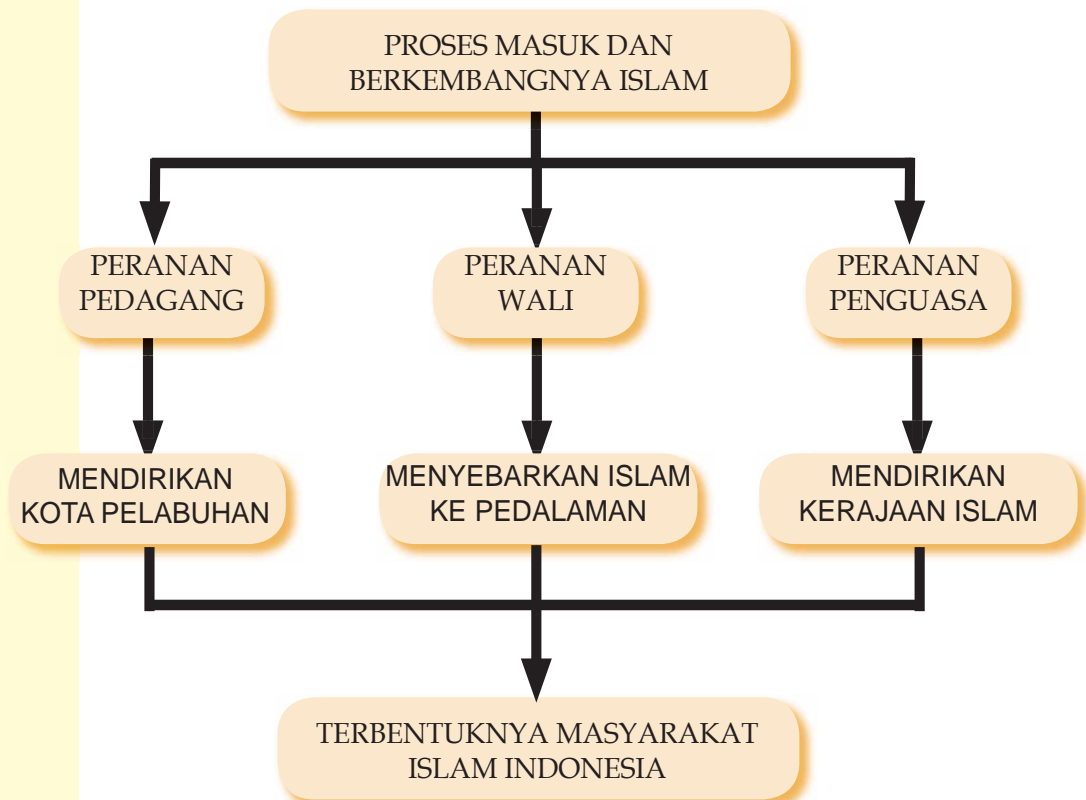 PROSES MASUK DAN
BERKEMBANGNYA ISLAM
PERANAN
PEDAGANG
PERANAN
WALI
PERANAN
PENGUASA
MENDIRIKAN
KOTA PELABUHAN
MENYEBARKAN ISLAM
KE PEDALAMAN
MENDIRIKAN
KERAJAAN ISLAM
TERBENTUKNYA MASYARAKAT
ISLAM INDONESIA